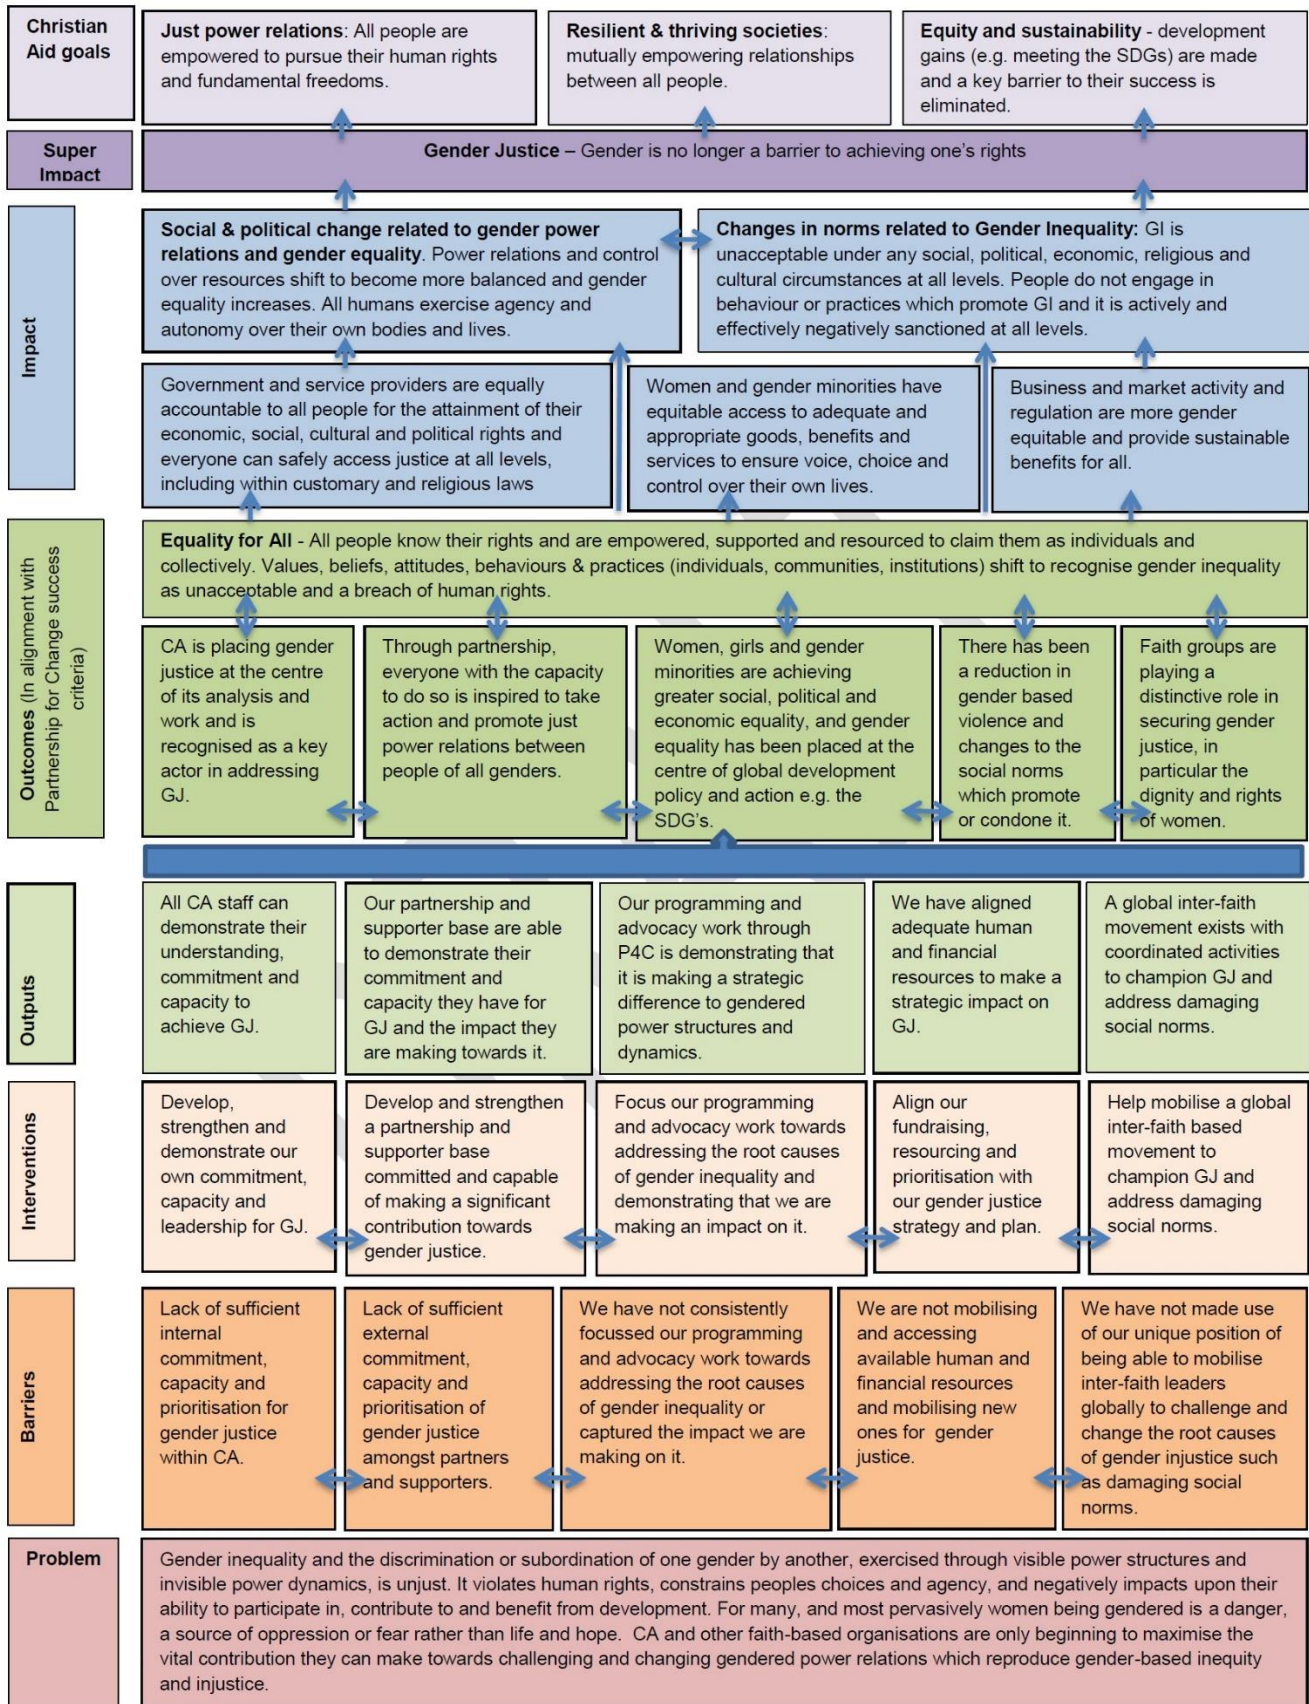 Christian
Aid goals
Just power relations: All people are
empowered to pursue their human rights
and fundamental freedoms.
Resilient & thriving societies:
mutually empowering relationships
between all people.
Equity and sustainability - development
gains (e.g. meeting the SDGs) are made
and a key barrier to their success is
eliminated.
Super
Impact
Gender Justice – Gender is no longer a barrier to achieving one's rights
Impact
Social & political change related to gender power
relations and gender equality. Power relations and control
over resources shift to become more balanced and gender
equality increases. All humans exercise agency and
autonomy over their own bodies and lives.
Changes in norms related to Gender Inequality: GI is
unacceptable under any social, political, economic, religious and
cultural circumstances at all levels. People do not engage in
behaviour or practices which promote GI and it is actively and
effectively negatively sanctioned at all levels.
Government and service providers are equally
accountable to all people for the attainment of their
economic, social, cultural and political rights and
everyone can safely access justice at all levels,
including within customary and religious laws
Women and gender minorities have
equitable access to adequate and
appropriate goods, benefits and
services to ensure voice, choice and
control over their own lives.
Business and market activity and
regulation are more gender
equitable and provide sustainable
benefits for all.
Outcomes (In alignment with
Partnership for Change success
criteria)
Equality for All - All people know their rights and are empowered, supported and resourced to claim them as individuals and
collectively. Values, beliefs, attitudes, behaviours & practices (individuals, communities, institutions) shift to recognise gender inequality
as unacceptable and a breach of human rights.
CA is placing gender
justice at the centre
of its analysis and
work and is
recognised as a key
actor in addressing
GJ.
Through partnership,
everyone with the capacity
to do so is inspired to take
action and promote just
power relations between
people of all genders.
Women, girls and gender
minorities are achieving
greater social, political and
economic equality, and gender
equality has been placed at the
centre of global development
policy and action e.g. the
SDG's.
There has been
a reduction in
gender based
violence and
changes to the
social norms
which promote
or condone it.
Faith groups are
playing a
distinctive role in
securing gender
justice, in
particular the
dignity and rights
of women.
Outputs
All CA staff can
demonstrate their
understanding,
commitment and
capacity to
achieve GJ.
Our partnership and
supporter base are able
to demonstrate their
commitment and
capacity they have for
GJ and the impact they
are making towards it.
Our programming and
advocacy work through
P4C is demonstrating that
it is making a strategic
difference to gendered
power structures and
dynamics.
We have aligned
adequate human
and financial
resources to make a
strategic impact on
GJ.
A global inter-faith
movement exists with
coordinated activities
to champion GJ and
address damaging
social norms.
Interventions
Develop,
strengthen and
demonstrate our
own commitment,
capacity and
leadership for GJ.
Develop and strengthen
a partnership and
supporter base
committed and capable
of making a significant
contribution towards
gender justice.
Focus our programming
and advocacy work towards
addressing the root causes
of gender inequality and
demonstrating that we are
making an impact on it.
Align our
fundraising,
resourcing and
prioritisation with
our gender justice
strategy and plan.
Help mobilise a global
inter-faith based
movement to
champion GJ and
address damaging
social norms.
Barriers
Lack of sufficient
internal
commitment,
capacity and
prioritisation for
gender justice
within CA.
Lack of sufficient
external
commitment,
capacity and
prioritisation of
gender justice
amongst partners
and supporters.
We have not consistently
focussed our programming
and advocacy work towards
addressing the root causes
of gender inequality or
captured the impact we are
making on it.
We are not mobilising
and accessing
available human and
financial resources
and mobilising new
ones for gender
justice.
We have not made use
of our unique position of
being able to mobilise
inter-faith leaders
globally to challenge and
change the root causes
of gender injustice such
as damaging social
norms.
Problem
Gender inequality and the discrimination or subordination of one gender by another, exercised through visible power structures and
invisible power dynamics, is unjust. It violates human rights, constrains peoples choices and agency, and negatively impacts upon their
ability to participate in, contribute to and benefit from development. For many, and most pervasively women being gendered is a danger,
a source of oppression or fear rather than life and hope. CA and other faith-based organisations are only beginning to maximise the
vital contribution they can make towards challenging and changing gendered power relations which reproduce gender-based inequity
and injustice.